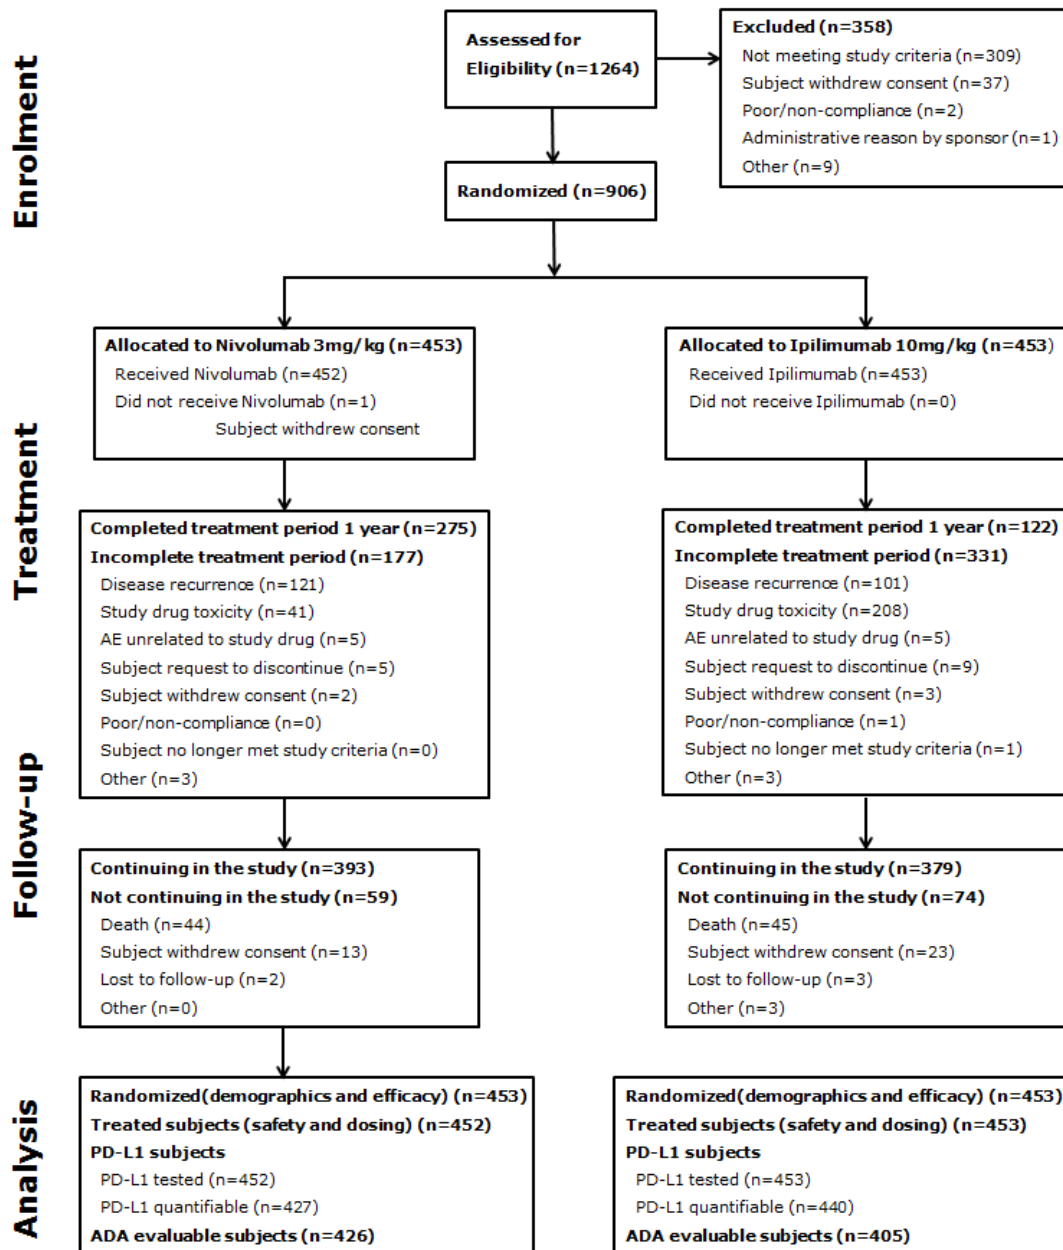 Enrolment
Assessed for
Eligibility (n=1264)
Excluded (n=358)
Not meeting study criteria (n=309)
Subject withdrew consent (n=37)
Poor/non-compliance (n=2)
Administrative reason by sponsor (n=1)
Other (n=9)
Randomized (n=906)
Treatment
Allocated to Nivolumab 3mg/kg (n=453)
Received Nivolumab (n=452)
Did not receive Nivolumab (n=1)
Subject withdrew consent
Allocated to Ipilimumab 10mg/kg (n=453)
Received Ipilimumab (n=453)
Did not receive Ipilimumab (n=0)
Completed treatment period 1 year (n=275)
Incomplete treatment period (n=177)
Disease recurrence (n=121)
Study drug toxicity (n=41)
AE unrelated to study drug (n=5)
Subject request to discontinue (n=5)
Subject withdrew consent (n=2)
Poor/non-compliance (n=0)
Subject no longer met study criteria (n=0)
Other (n=3)
Completed treatment period 1 year (n=122)
Incomplete treatment period (n=331)
Disease recurrence (n=101)
Study drug toxicity (n=208)
AE unrelated to study drug (n=5)
Subject request to discontinue (n=9)
Subject withdrew consent (n=3)
Poor/non-compliance (n=1)
Subject no longer met study criteria (n=1)
Other (n=3)
Follow-up
Continuing in the study (n=393)
Not continuing in the study (n=59)
Death (n=44)
Subject withdrew consent (n=13)
Lost to follow-up (n=2)
Other (n=0)
Continuing in the study (n=379)
Not continuing in the study (n=74)
Death (n=45)
Subject withdrew consent (n=23)
Lost to follow-up (n=3)
Other (n=3)
Analysis
Randomized(demographics and efficacy) (n=453)
Treated subjects (safety and dosing) (n=452)
PD-L1 subjects
PD-L1 tested (n=452)
PD-L1 quantifiable (n=427)
ADA evaluable subjects (n=426)
Randomized(demographics and efficacy) (n=453)
Treated subjects (safety and dosing) (n=453)
PD-L1 subjects
PD-L1 tested (n=453)
PD-L1 quantifiable (n=440)
ADA evaluable subjects (n=405)